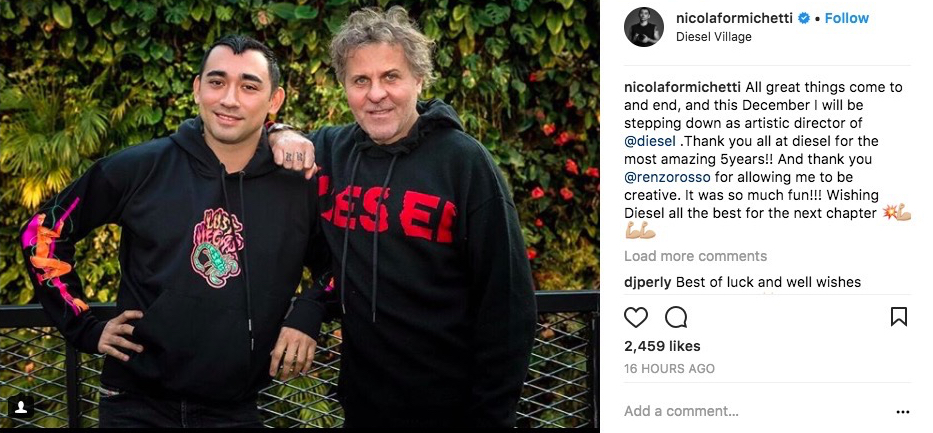 nicolaformichetti • Follow
Diesel Village
nicolaformichetti All great things come to
and end, and this December I will be
stepping down as artistic director of
@diesel .Thank you all at diesel for the
most amazing 5years!! And thank you
@renzorosso for allowing me to be
creative. It was so much fun!!! Wishing
Diesel all the best for the next chapter 💥💪🏼
💪🏼💪🏼
Load more comments
djperly Best of luck and well wishes
2,459 likes
16 HOURS AGO
Add a comment...